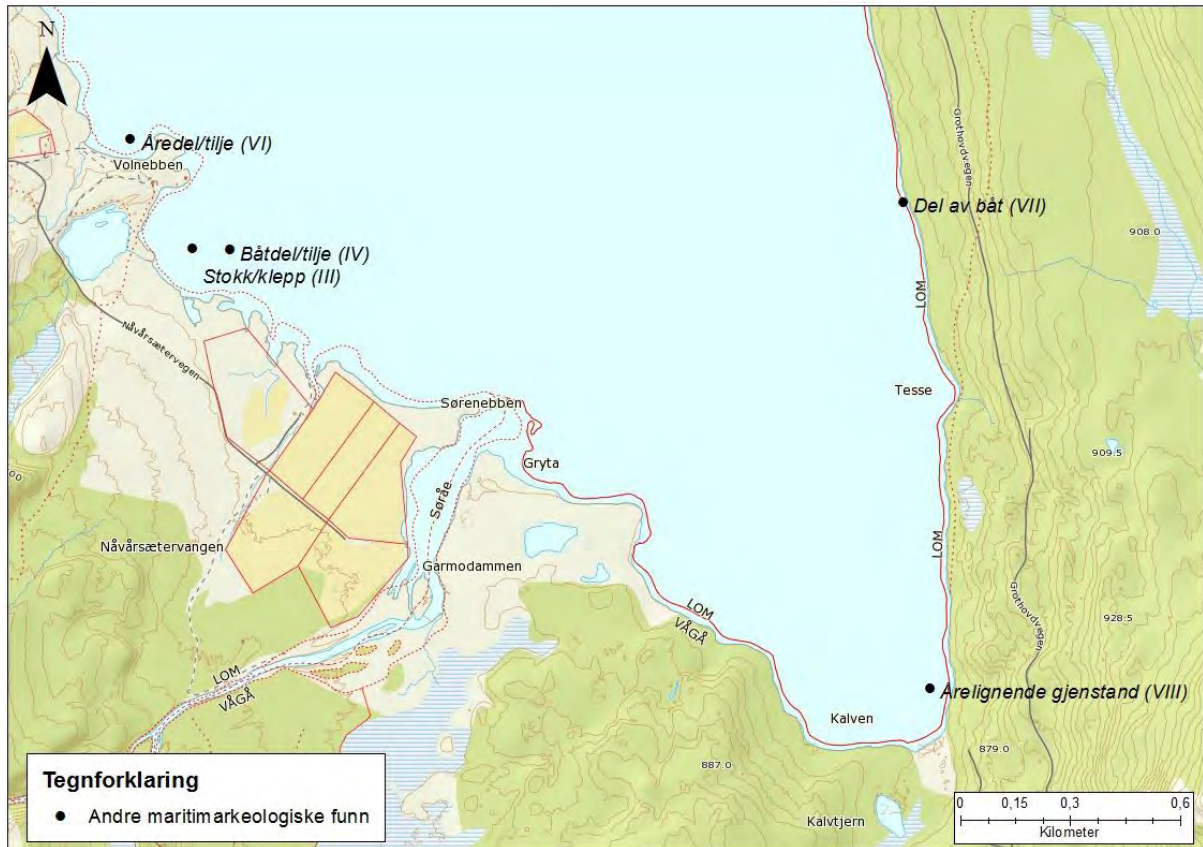 N
Åredel/tilje (VI)
Volnebben
Del av båt (VII)
Grothovdvegen
908.0
Båtdel/tilje (IV)
Stokk/klepp (III)
LOM
Nåvårsætervegen
Tesse
Sørenebben
909.5
Gryta
Søråe
LOM
Nåvårsætervangen
Garmodammen
Grothovdvegen
LOM
VÅGÅ
928.5
LOM
VÅGÅ
Årelignende gjenstand (VIII)
Kalven
879.0
887.0
Kalvtjern
Tegnforklaring
Andre maritimarkeologiske funn
0 0,15 0,3 0,6
Kilometer